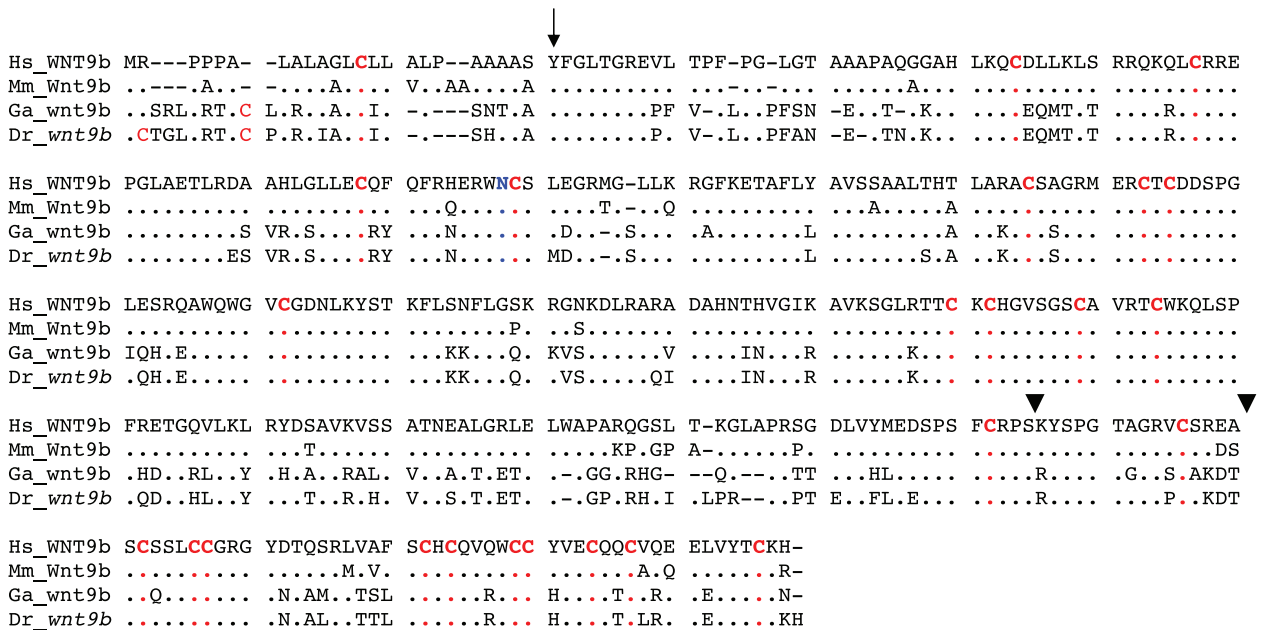 Hs_WNT9b MR---PPPA- -LALAGLCLL ALP--AAAAS YFGLTGREVL TPF-PG-LGT AAAPAQGGAH LKQCDLLKLS RRQKQLCRRE
Mm_Wnt9b ..---.A..- -....A.... V..AA....A .......... ...-..-... ......A... .......... ..........
Ga_wnt9b ..SRL.RT.C L.R..A..I. -.---SNT.A ........PF V-.L..PFSN -E..T-.K.. ....EQMT.T ....R.....
Dr_wnt9b .CTGL.RT.C P.R.IA..I. -.---SH..A ........P. V-.L..PFAN -E-.TN.K.. ....EQMT.T ....R.....
Hs_WNT9b PGLAETLRDA AHLGLLECQF QFRHERWNCS LEGRMG-LLK RGFKETAFLY AVSSAALTHT LARACSAGRM ERCTCDDSPG
Mm_Wnt9b .......... .......... ...Q...... ....T.-..Q .......... ...A.....A .......... ..........
Ga_wnt9b .........S VR.S....RY ...N...... .D..-.S... .A.......L .........A ..K...S... ..........
Dr_wnt9b ........ES VR.S....RY ...N...... MD..-.S... .........L .......S.A ..K...S... ..........
Hs_WNT9b LESRQAWQWG VCGDNLKYST KFLSNFLGSK RGNKDLRARA DAHNTHVGIK AVKSGLRTTC KCHGVSGSCA VRTCWKQLSP
Mm_Wnt9b .......... .......... ........P. ..S....... .......... .......... .......... ..........
Ga_wnt9b IQH.E..... .......... ...KK...Q. KVS......V ....IN...R ......K... .......... ..........
Dr_wnt9b .QH.E..... .......... ...KK...Q. .VS.....QI ....IN...R ......K... .......... ..........
Hs_WNT9b FRETGQVLKL RYDSAVKVSS ATNEALGRLE LWAPARQGSL T-KGLAPRSG DLVYMEDSPS FCRPSKYSPG TAGRVCSREA
Mm_Wnt9b .......... ...T...... .......... .....KP.GP A-......P. .......... .......... ........DS
Ga_wnt9b .HD..RL..Y .H.A..RAL. V..A.T.ET. .-.GG.RHG- --Q.--..TT ...HL..... .....R.... .G..S.AKDT
Dr_wnt9b .QD..HL..Y ...T..R.H. V..S.T.ET. .-.GP.RH.I .LPR--..PT E..FL.E... .....R.... ....P..KDT
Hs_WNT9b SCSSLCCGRG YDTQSRLVAF SCHCQVQWCC YVECQQCVQE ELVYTCKH-
Mm_Wnt9b .......... ......M.V. .......... .......A.Q .......R-
Ga_wnt9b ..Q....... .N.AM..TSL ......R... H....T..R. .E.....N-
Dr_wnt9b .......... .N.AL..TTL ......R... H....T.LR. .E.....KH